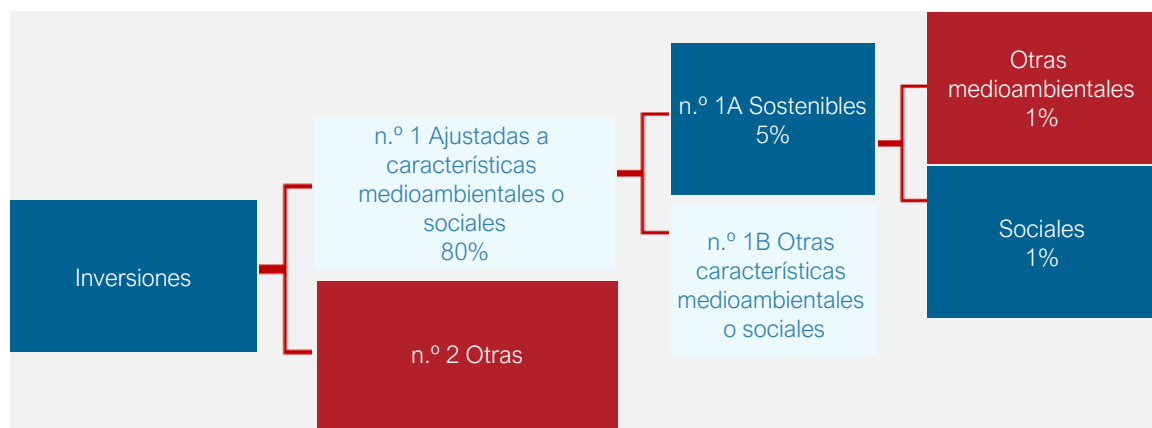 Inversiones
n.º 1 Ajustadas a
características
medioambientales o
sociales
80%
n.º 2 Otras
n.º 1A Sostenibles
5%
n.º 1B Otras
características
medioambientales
o sociales
Otras
medioambientales
1%
Sociales
1%